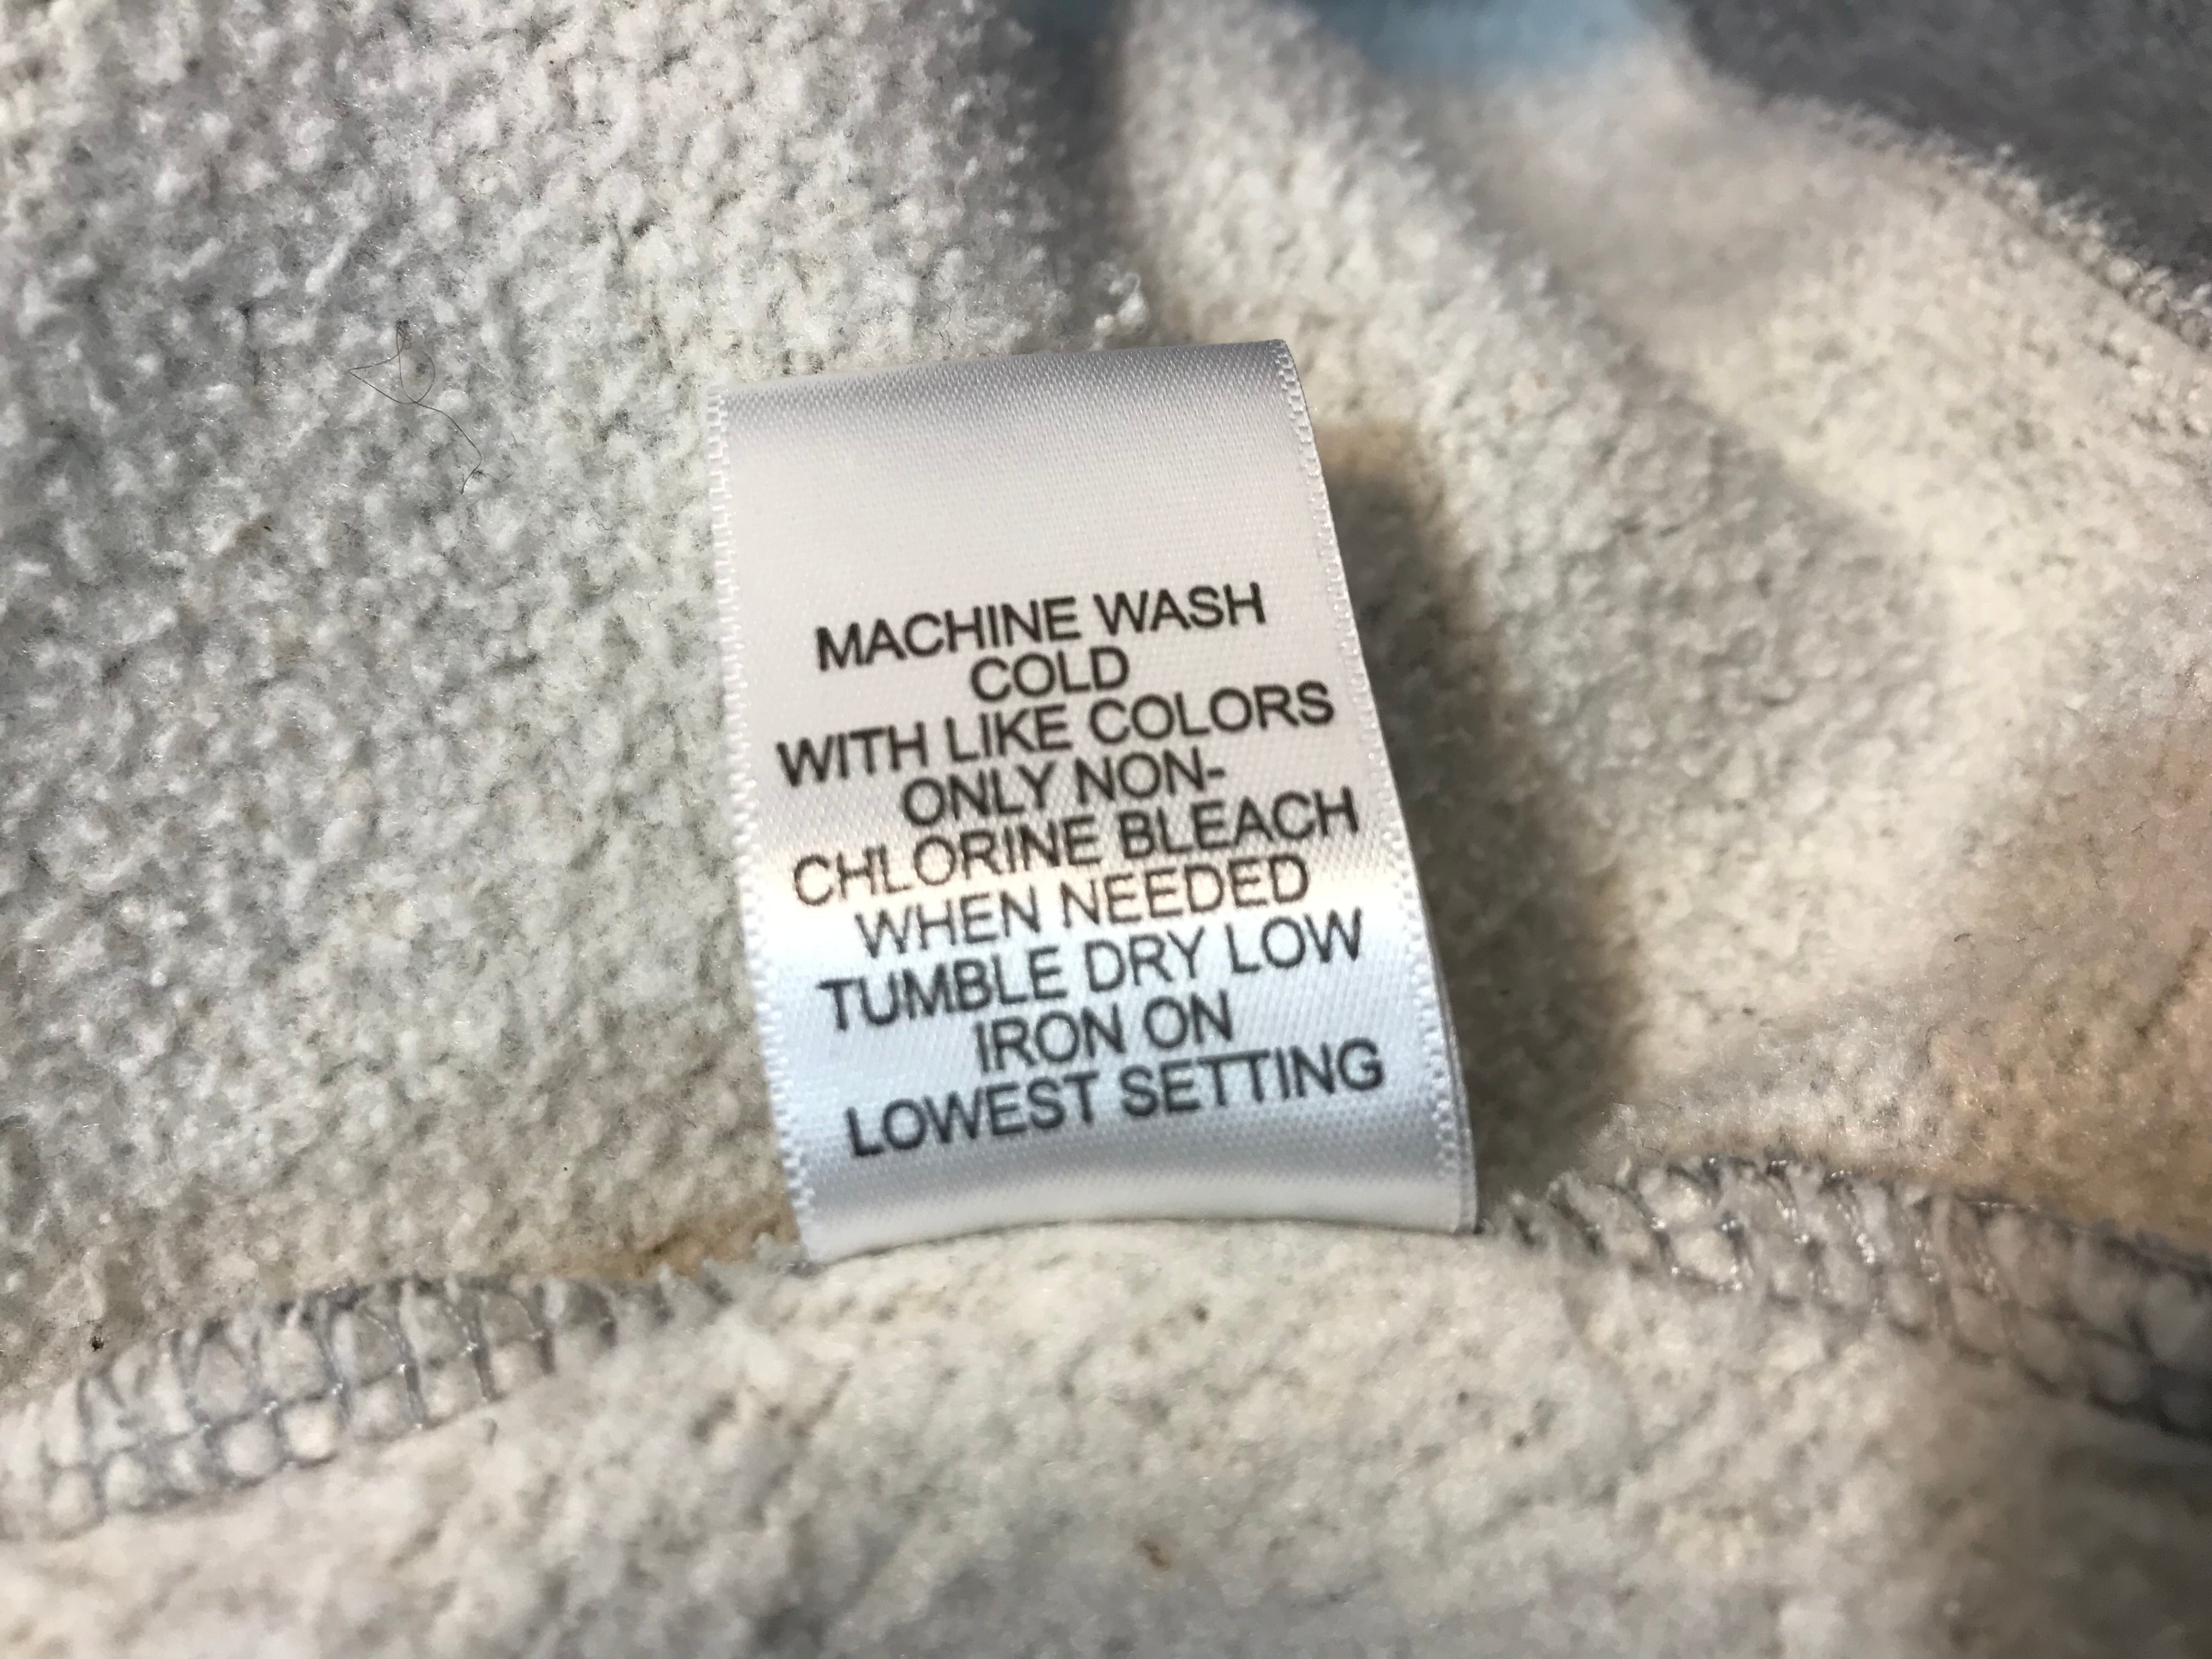 MACHINE WASH
COLD
WITH LIKE COLORS
ONLY NON-
CHLORINE BLEACH
WHEN NEEDED
TUMBLE DRY LOW
IRON ON
LOWEST SETTING